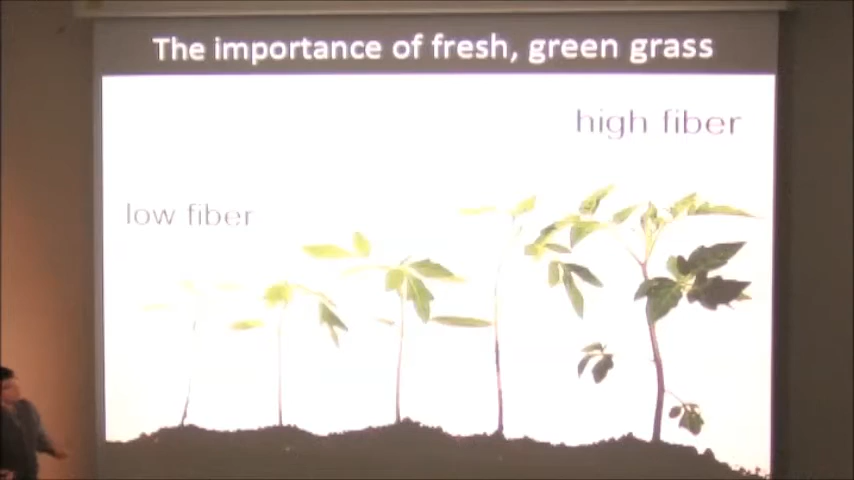 The importance of fresh, green grass
high fiber
low fiber